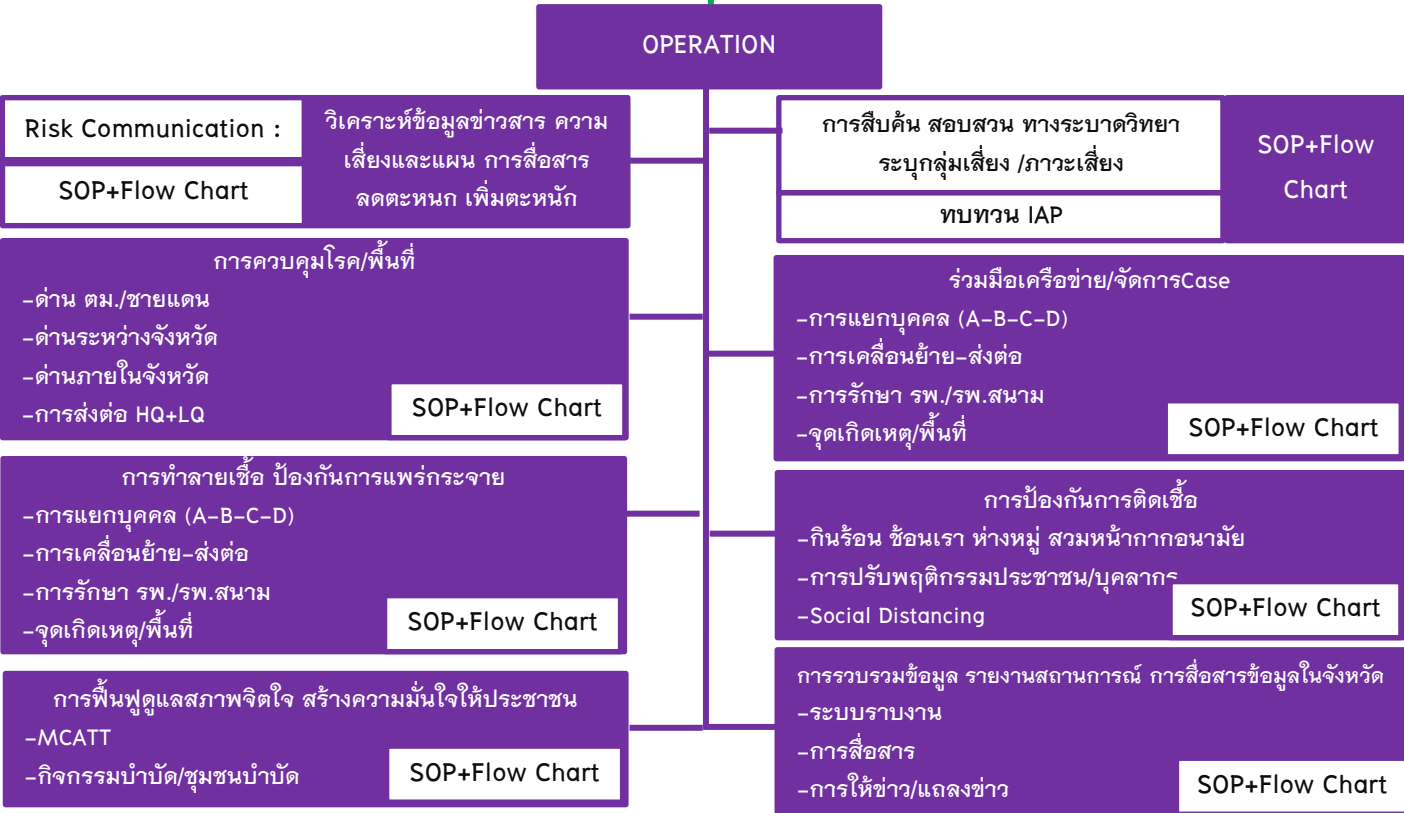 OPERATION
Risk Communication :
SOP+Flow Chart
วิเคราะห์ข้อมูลข่าวสาร ความ
เสี่ยงและแผน การสื่อสาร
ลดตะหนก เพิ่มตะหนัก
การสืบค้น สอบสวน ทางระบาดวิทยา
ระบุกลุ่มเสี่ยง /ภาวะเสี่ยง
ทบทวน IAP
SOP+Flow
Chart
การควบคุมโรค/พื้นที่
-ด่าน ตม./ชายแดน
-ด่านระหว่างจังหวัด
-ด่านภายในจังหวัด
-การส่งต่อ HQ+LQ
SOP+Flow Chart
ร่วมมือเครือข่าย/จัดการCase
-การแยกบุคคล (A-B-C-D)
-การเคลื่อนย้าย-ส่งต่อ
-การรักษา รพ./รพ.สนาม
-จุดเกิดเหตุ/พื้นที่
SOP+Flow Chart
การทำลายเชื้อ ป้องกันการแพร่กระจาย
-การแยกบุคคล (A-B-C-D)
-การเคลื่อนย้าย-ส่งต่อ
-การรักษา รพ./รพ.สนาม
-จุดเกิดเหตุ/พื้นที่
SOP+Flow Chart
การป้องกันการติดเชื้อ
-กินร้อน ช้อนเรา ห่างหมู่ สวมหน้ากากอนามัย
-การปรับพฤติกรรมประชาชน/บุคลากร
-Social Distancing
SOP+Flow Chart
การฟื้นฟูดูแลสภาพจิตใจ สร้างความมั่นใจให้ประชาชน
-MCATT
-กิจกรรมบำบัด/ชุมชนบำบัด
SOP+Flow Chart
การรวบรวมข้อมูล รายงานสถานการณ์ การสื่อสารข้อมูลในจังหวัด
-ระบบราบงาน
-การสื่อสาร
-การให้ข่าว/แถลงข่าว
SOP+Flow Chart